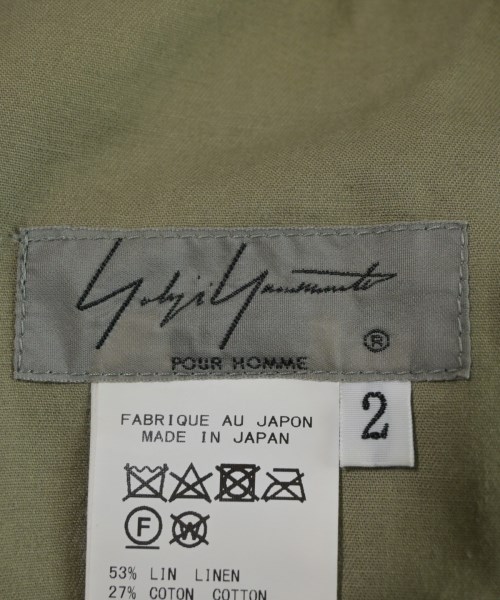 Yohji Yamamoto
®
POUR HOMME
2
FABRIQUE AU JAPON
MADE IN JAPAN
F
W
53% LIN LINEN
27% COTON COTTON